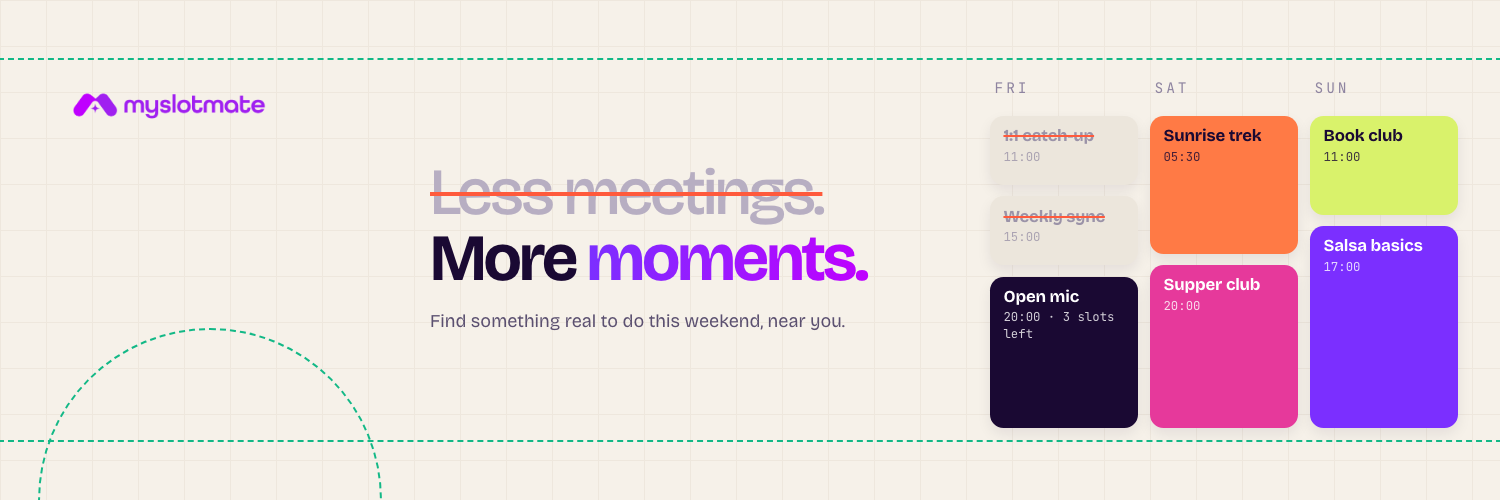 myslotmate
Less meetings.
More moments.
Find something real to do this weekend, near you.
FRI
1:1 catch-up
11:00
Weekly sync
15:00
Open mic
20:00 · 3 slots
left
SAT
Sunrise trek
05:30
Supper club
20:00
SUN
Book club
11:00
Salsa basics
17:00